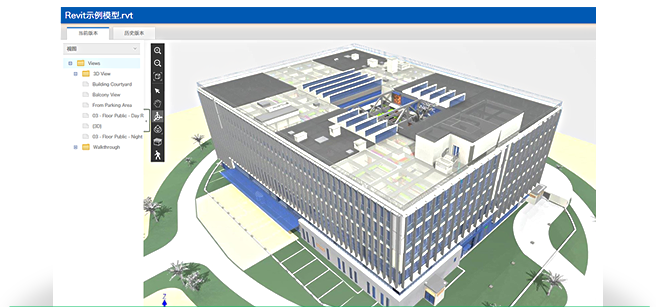 Revit示例模型.rvt
当前版本
历史版本
视图
Views
3D View
Building Courtyard
Balcony View
From Parking Area
03 - Floor Public - Day R
{3D}
03 - Floor Public - Night
Walkthrough
Z